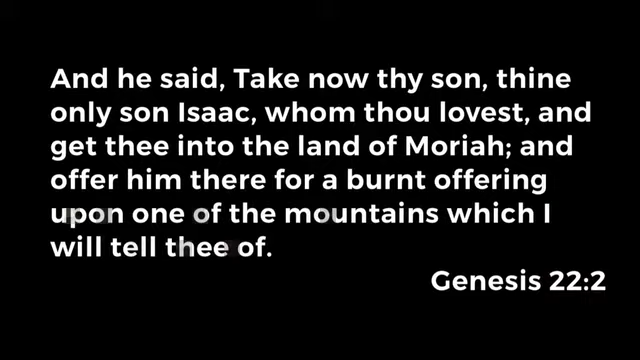 And he said, Take now thy son, thine
only son Isaac, whom thou lovest, and
get thee into the land of Moriah; and
offer him there for a burnt offering
upon one of the mountains which I
will tell thee of.
Genesis 22:2